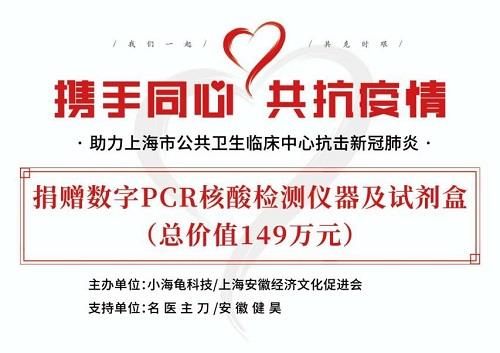 / 我 们 一 起 /
/ 共 克 时 艰 /
携手同心 共抗疫情
·助力上海市公共卫生临床中心抗击新冠肺炎·
捐赠数字PCR核酸检测仪器及试剂盒
(总价值149万元)
主办单位:小海龟科技/上海安徽经济文化促进会
支持单位:名医主刀/安徽健昊